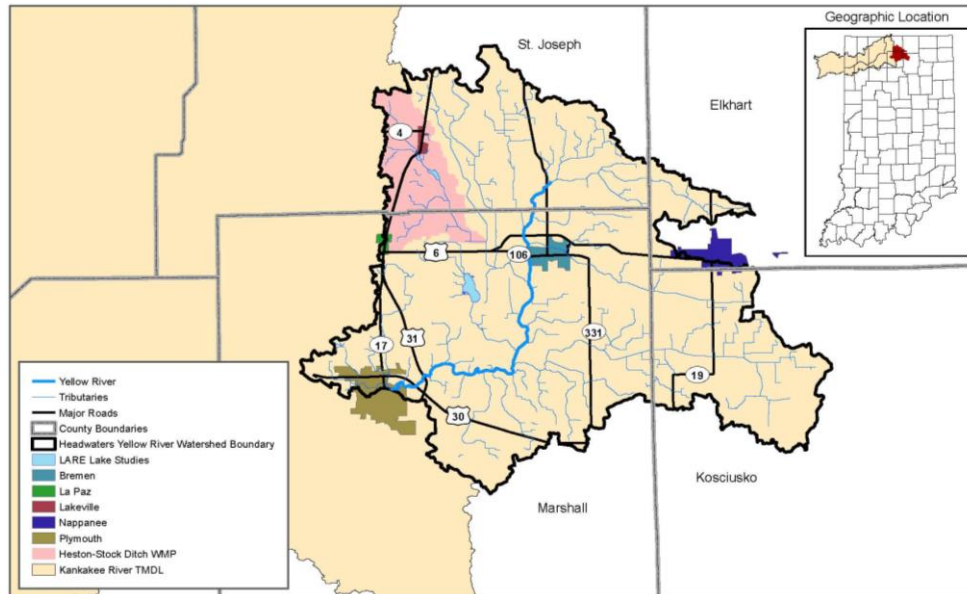 Geographic Location
St. Joseph
Elkhart
4
6
106
331
31
17
19
30
Kosciusko
Marshall
Yellow River
Tributaries
Major Roads
County Boundaries
Headwaters Yellow River Watershed Boundary
LARE Lake Studies
Bremen
La Paz
Lakeville
Nappanee
Plymouth
Heston-Stock Ditch WMP
Kankakee River TMDL